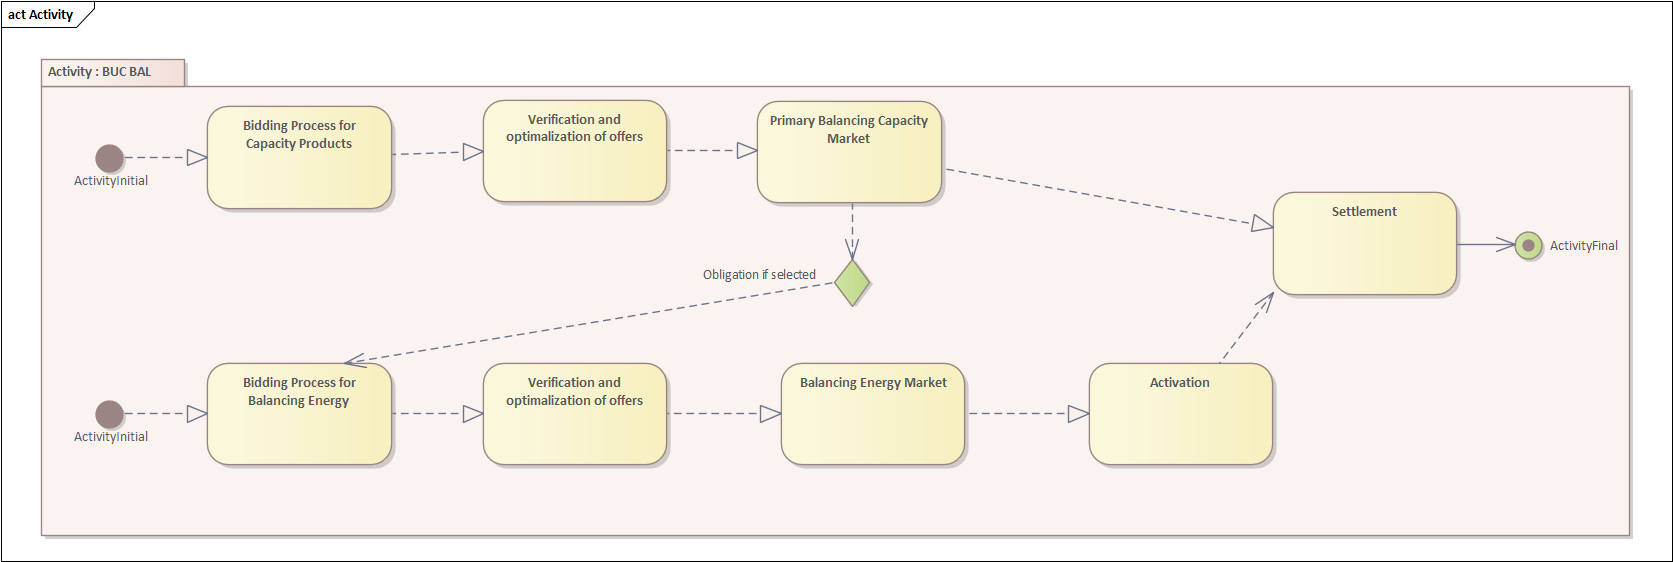 act Activity
Activity : BUC BAL
Bidding Process for
Capacity Products
Verification and
optimalization of offers
Primary Balancing Capacity
Market
ActivityInitial
Settlement
ActivityFinal
Obligation if selected
Bidding Process for
Balancing Energy
Verification and
optimalization of offers
Balancing Energy Market
Activation
ActivityInitial